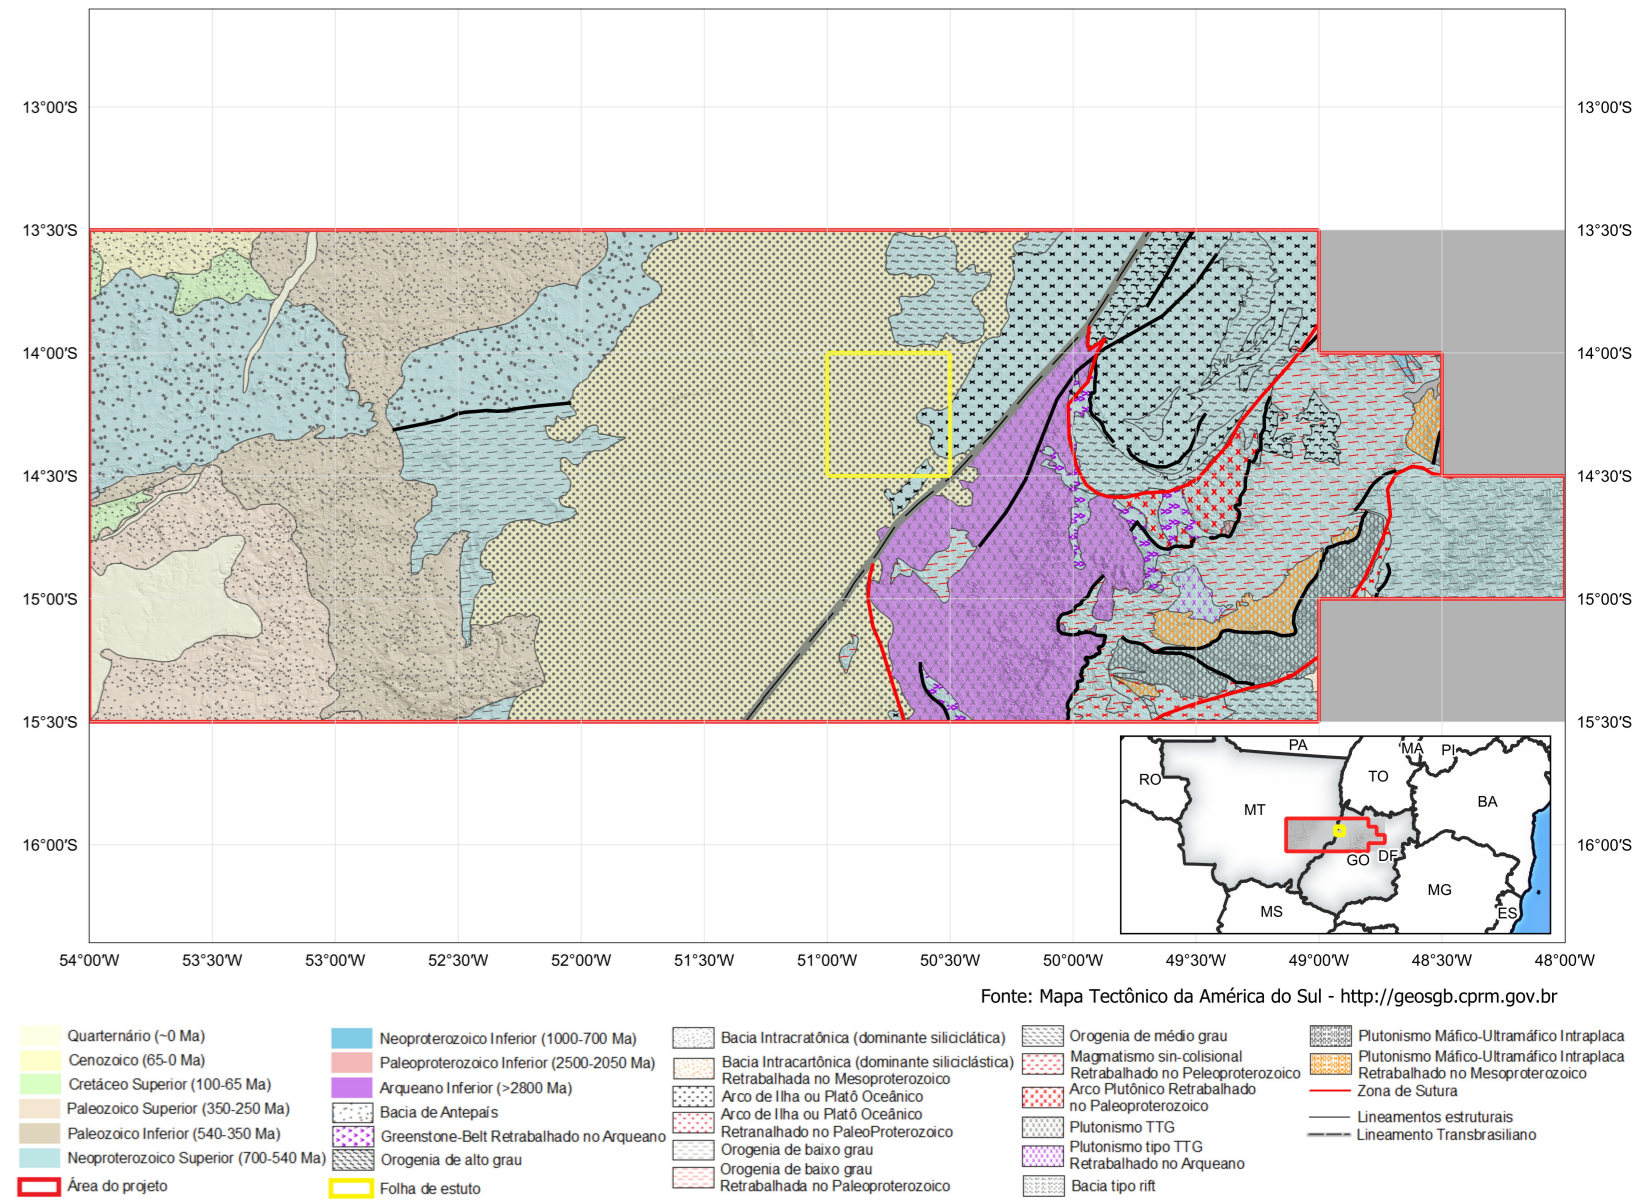 13°00'S 13°00'S
13°30'S 13°30'S
14°00'S 14°00'S
14°30'S 14°30'S
15°00'S 15°00'S
15°30'S 15°30'S
PA MA PI
RO TO
MT BA
GO DF
MG
MS ES
16°00'S 16°00'S
54°00'W 53°30'W 53°00'W 52°30'W 52°00'W 51°30'W 51°00'W 50°30'W 50°00'W 49°30'W 49°00'W 48°30'W 48°00'W
Fonte: Mapa Tectônico da América do Sul - http://geosgb.cprm.gov.br
Quarternário (~0 Ma)
Cenozoico (65-0 Ma)
Cretáceo Superior (100-65 Ma)
Paleozoico Superior (350-250 Ma)
Paleozoico Inferior (540-350 Ma)
Neoproterozoico Superior (700-540 Ma)
Área do projeto
Neoproterozoico Inferior (1000-700 Ma)
Paleoproterozoico Inferior (2500-2050 Ma)
Arqueano Inferior (>2800 Ma)
Bacia de Antepaís
Greenstone-Belt Retrabalhado no Arqueano
Orogenia de alto grau
Folha de estuto
Bacia Intracratônica (dominante siliciclática)
Bacia Intracartônica (dominante siliciclástica)
Retrabalhada no Mesoproterozoico
Arco de Ilha ou Platô Oceânico
Arco de Ilha ou Platô Oceânico
Retranalhado no PaleoProterozoico
Orogenia de baixo grau
Orogenia de baixo grau
Retrabalhada no Paleoproterozoico
Orogenia de médio grau
Magmatismo sin-colisional
Retrabalhado no Peleoproterozoico
Arco Plutônico Retrabalhado
no Paleoproterozoico
Plutonismo TTG
Plutonismo tipo TTG
Retrabalhado no Arqueano
Bacia tipo rift
Plutonismo Máfico-Ultramáfico Intraplaca
Plutonismo Máfico-Ultramáfico Intraplaca
Retrabalhado no Mesoproterozoico
Zona de Sutura
Lineamentos estruturais
Lineamento Transbrasiliano